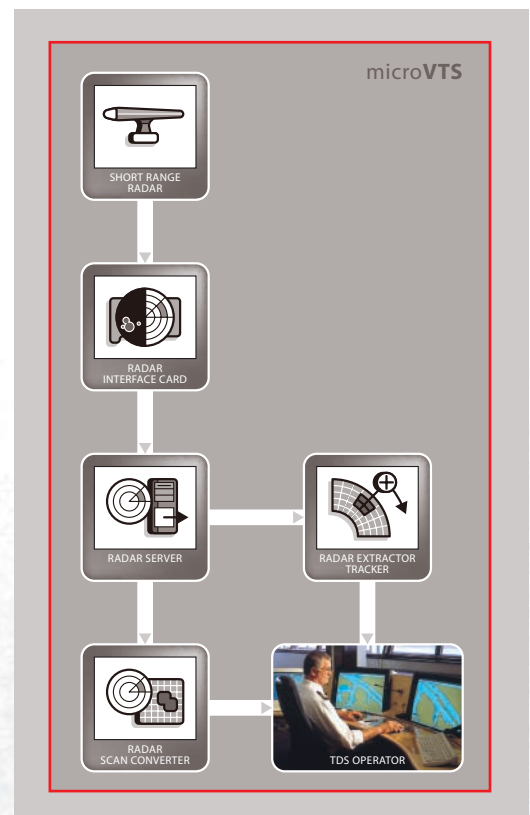 microVTS
SHORT RANGE
RADAR
RADAR
INTERFACE CARD
RADAR SERVER
RADAR EXTRACTOR
TRACKER
RADAR
SCAN CONVERTER
TDS OPERATOR